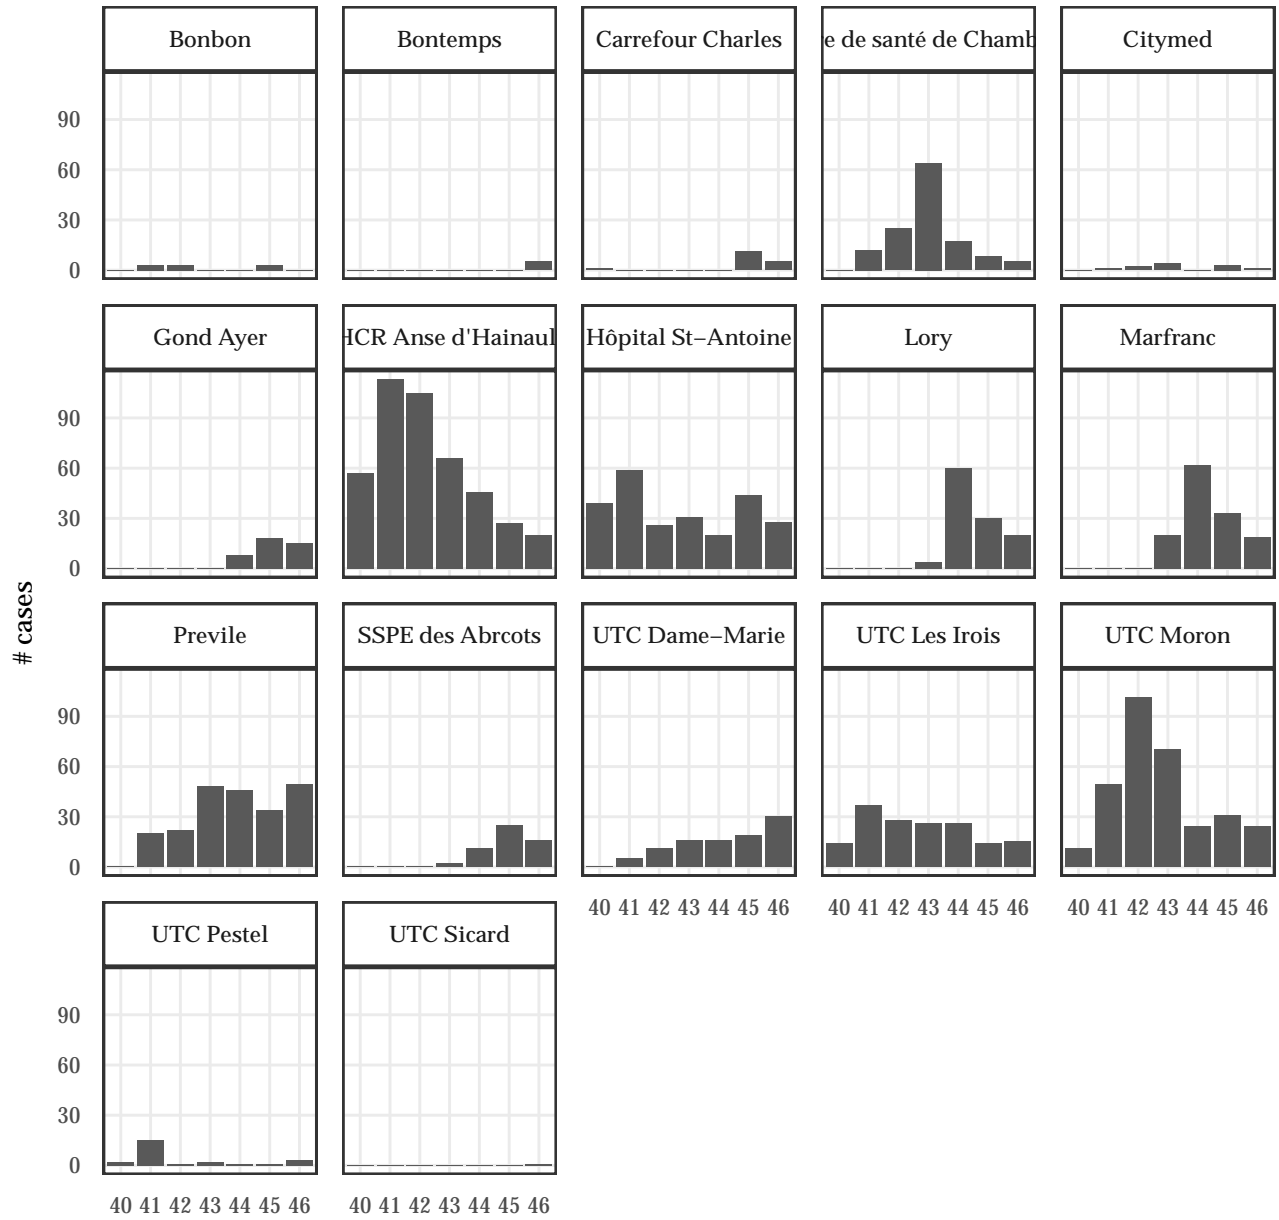 Bonbon Bontemps Carrefour Charles e de santé de Chamb Citymed
90
60
30
0
Gond Ayer HCR Anse d'Hainaul Hôpital St−Antoine Lory Marfranc
90
60
30
0
# cases
Previle SSPE des Abrcots UTC Dame−Marie UTC Les Irois UTC Moron
90
60
30
0
40 41 42 43 44 45 46 40 41 42 43 44 45 46 40 41 42 43 44 45 46
UTC Pestel UTC Sicard
90
60
30
0
40 41 42 43 44 45 46 40 41 42 43 44 45 46